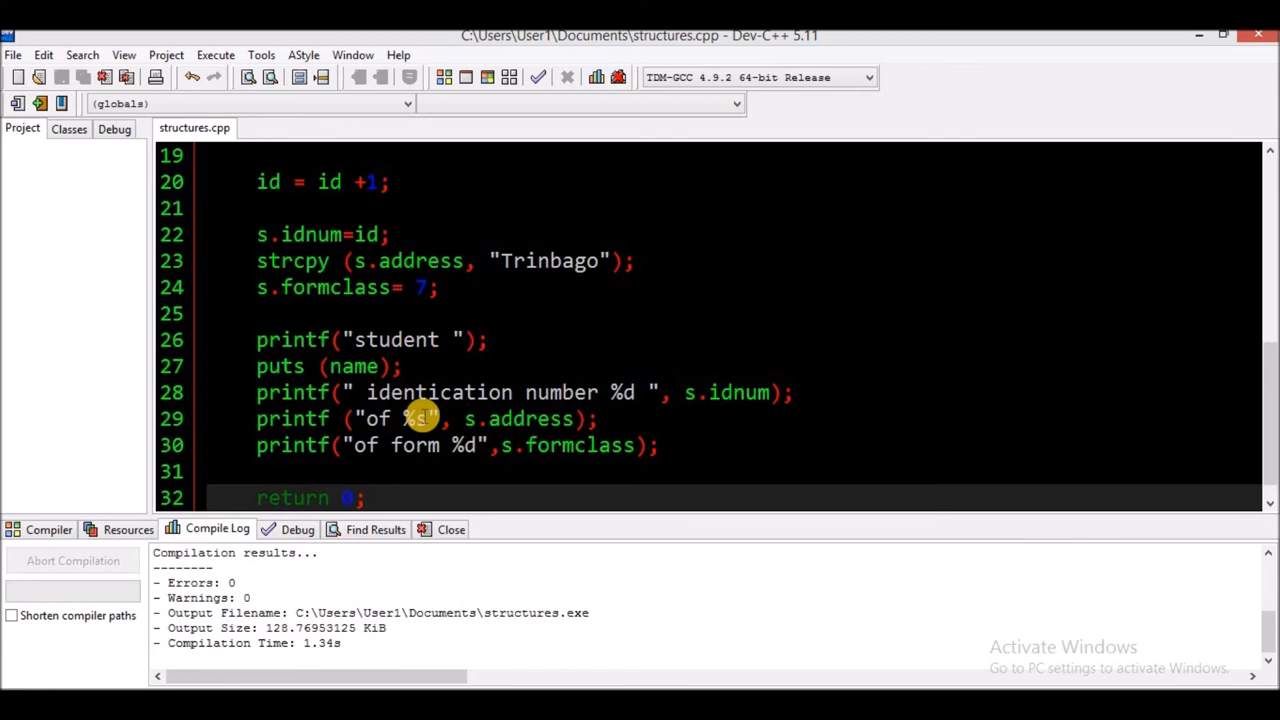 C:\Users\User1\Documents\structures.cpp - Dev-C++ 5.11
File Edit Search View Project Execute Tools AStyle Window Help
TDM-GCC 4.9.2 64-bit Release
(globals)
Project Classes Debug structures.cpp
19
20 id = id +1;
21
22 s.idnum=id;
23 strcpy (s.address, "Trinbago");
24 s.formclass= 7;
25
26 printf("student ");
27 puts (name);
28 printf(" identication number %d ", s.idnum);
29 printf ("of %s", s.address);
30 printf("of form %d",s.formclass);
31
32 return 0;
Compiler Resources Compile Log Debug Find Results Close
Abort Compilation
Shorten compiler paths
Compilation results...
--------
- Errors: 0
- Warnings: 0
- Output Filename: C:\Users\User1\Documents\structures.exe
- Output Size: 128.76953125 KiB
- Compilation Time: 1.34s
Activate Windows
Go to PC settings to activate Windows.